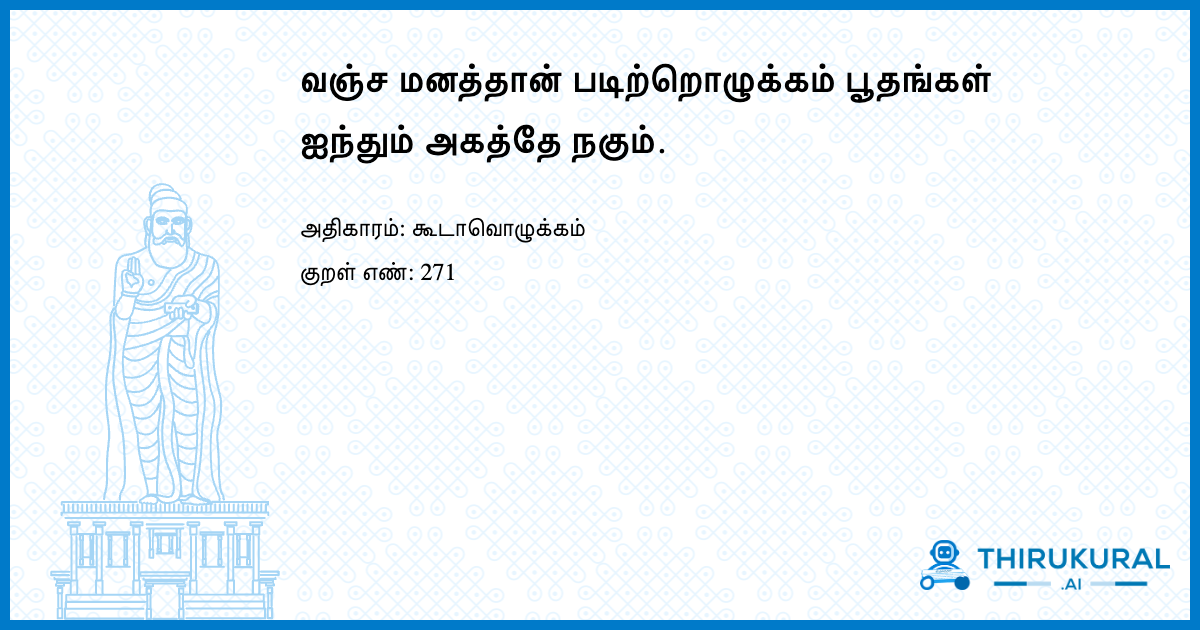 வஞ்ச மனத்தான் படிற்றொழுக்கம் பூதங்கள்
ஐந்தும் அகத்தே நகும்.
அதிகாரம்: கூடாவொழுக்கம்
குறள் எண்: 271
THIRUKURAL
.AI